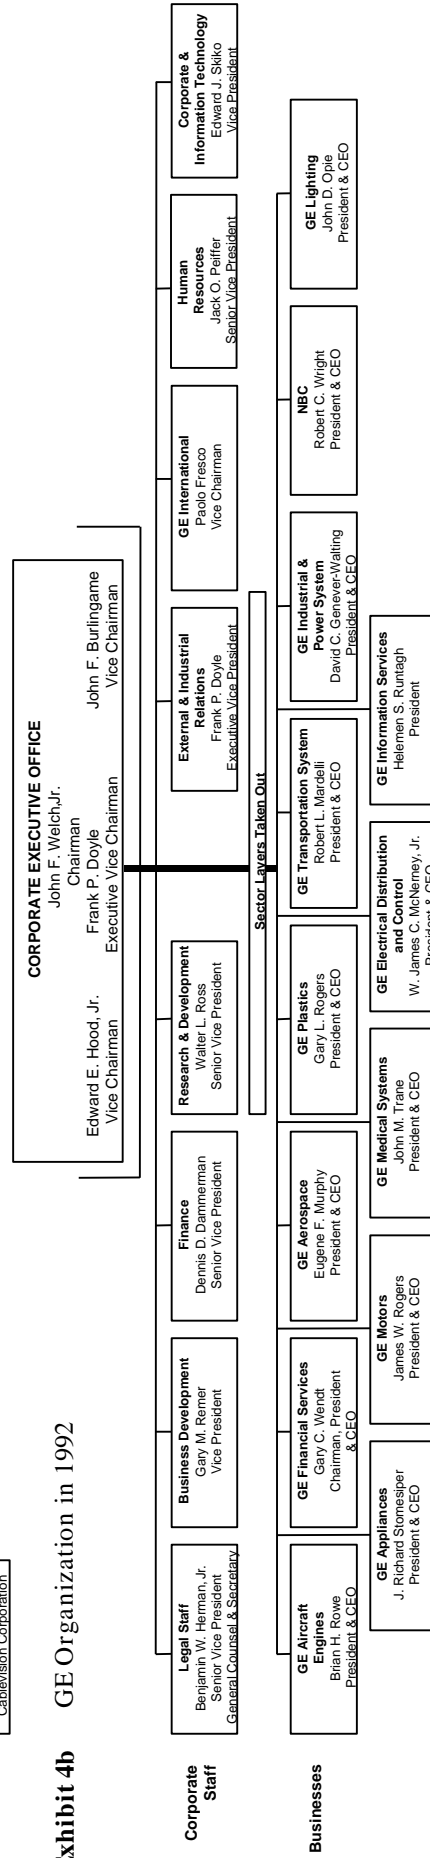 Cablevision Corporation
xhibit 4b GE Organization in 1992
CORPORATE EXECUTIVE OFFICE
John F. Welch,Jr.
Chairman
Edward E. Hood, Jr.
Vice Chairman
Frank P. Doyle
Executive Vice Chairman
John F. Burlingame
Vice Chairman
Corporate
Staff
Legal Staff
Benjamin W. Herman, Jr.
Senior Vice President
General Counsel & Secretary
Business Development
Gary M. Remer
Vice President
Finance
Dennis D. Dammerman
Senior Vice President
Research & Development
Walter L. Ross
Senior Vice President
External & Industrial
Relations
Frank P. Doyle
Executive Vice President
GE International
Paolo Fresco
Vice Chairman
Human
Resources
Jack O. Peiffer
Senior Vice President
Corporate &
Information Technology
Edward J. Skiko
Vice President
Sector Layers Taken Out
Businesses
GE Aircraft
Engines
Brian H. Rowe
President & CEO
GE Financial Services
Gary C. Wendt
Chairman, President
& CEO
GE Aerospace
Eugene F. Murphy
President & CEO
GE Plastics
Gary L. Rogers
President & CEO
GE Transportation System
Robert L. Mardelli
President & CEO
GE Industrial &
Power System
David C. Genever-Walting
President & CEO
NBC
Robert C. Wright
President & CEO
GE Lighting
John D. Opie
President & CEO
GE Appliances
J. Richard Stomesiper
President & CEO
GE Motors
James W. Rogers
President & CEO
GE Medical Systems
John M. Trane
President & CEO
GE Electrical Distribution
and Control
W. James C. McNerney, Jr.
President & CEO
GE Information Services
Helemen S. Runtagh
President